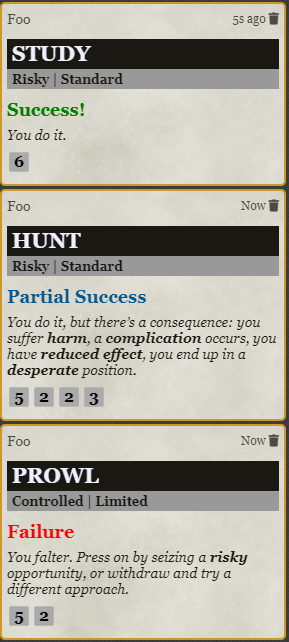 Foo 5s ago
STUDY
Risky | Standard
Success!
You do it.
6
Foo Now
HUNT
Risky | Standard
Partial Success
You do it, but there’s a consequence: you
suffer harm, a complication occurs, you
have reduced effect, you end up in a
desperate position.
5 2 2 3
Foo Now
PROWL
Controlled | Limited
Failure
You falter. Press on by seizing a risky
opportunity, or withdraw and try a
different approach.
5 2